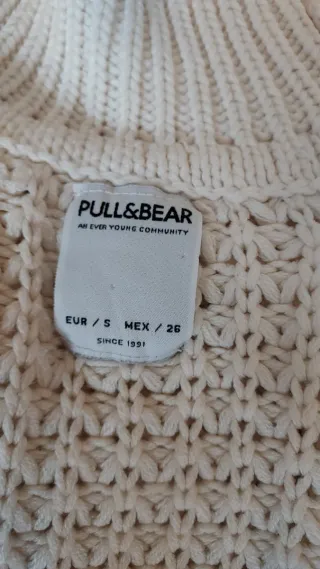 PULL&BEAR
AN EVER YOUNG COMMUNITY
EUR / S MEX / 26
SINCE 1991